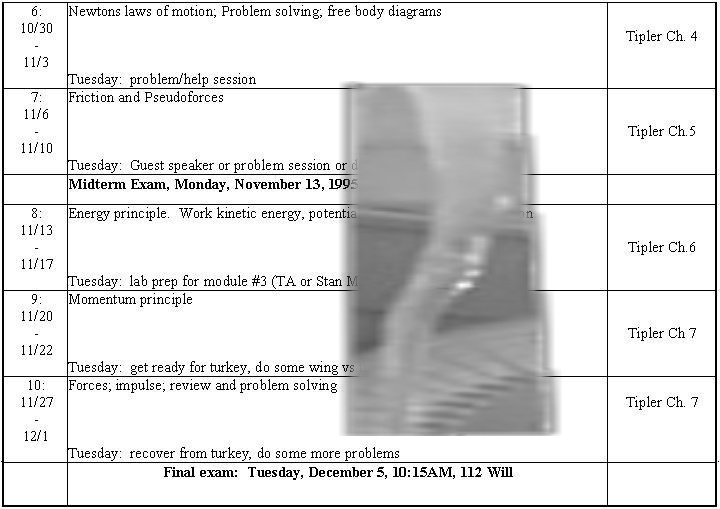 6: Newtons laws of motion; Problem solving; free body diagrams
10/30
-
11/3
Tipler Ch. 4
Tuesday: problem/help session
7: Friction and Pseudoforces
11/6
-
11/10
Tipler Ch.5
Tuesday: Guest speaker or problem session or
Midterm Exam, Monday, November 13, 1995
8: Energy principle. Work kinetic energy,
11/13
-
11/17
Tipler Ch.6
Tuesday: lab prep for module #3 (TA or Stan
9: Momentum principle
11/20
-
11/22
Tipler Ch 7
Tuesday: get ready for turkey, do some wing vs
10: Forces; impulse; review and problem solving
11/27
-
12/1
Tipler Ch. 7
Tuesday: recover from turkey, do some more problems
Final exam: Tuesday, December 5, 10:15AM, 112 Will